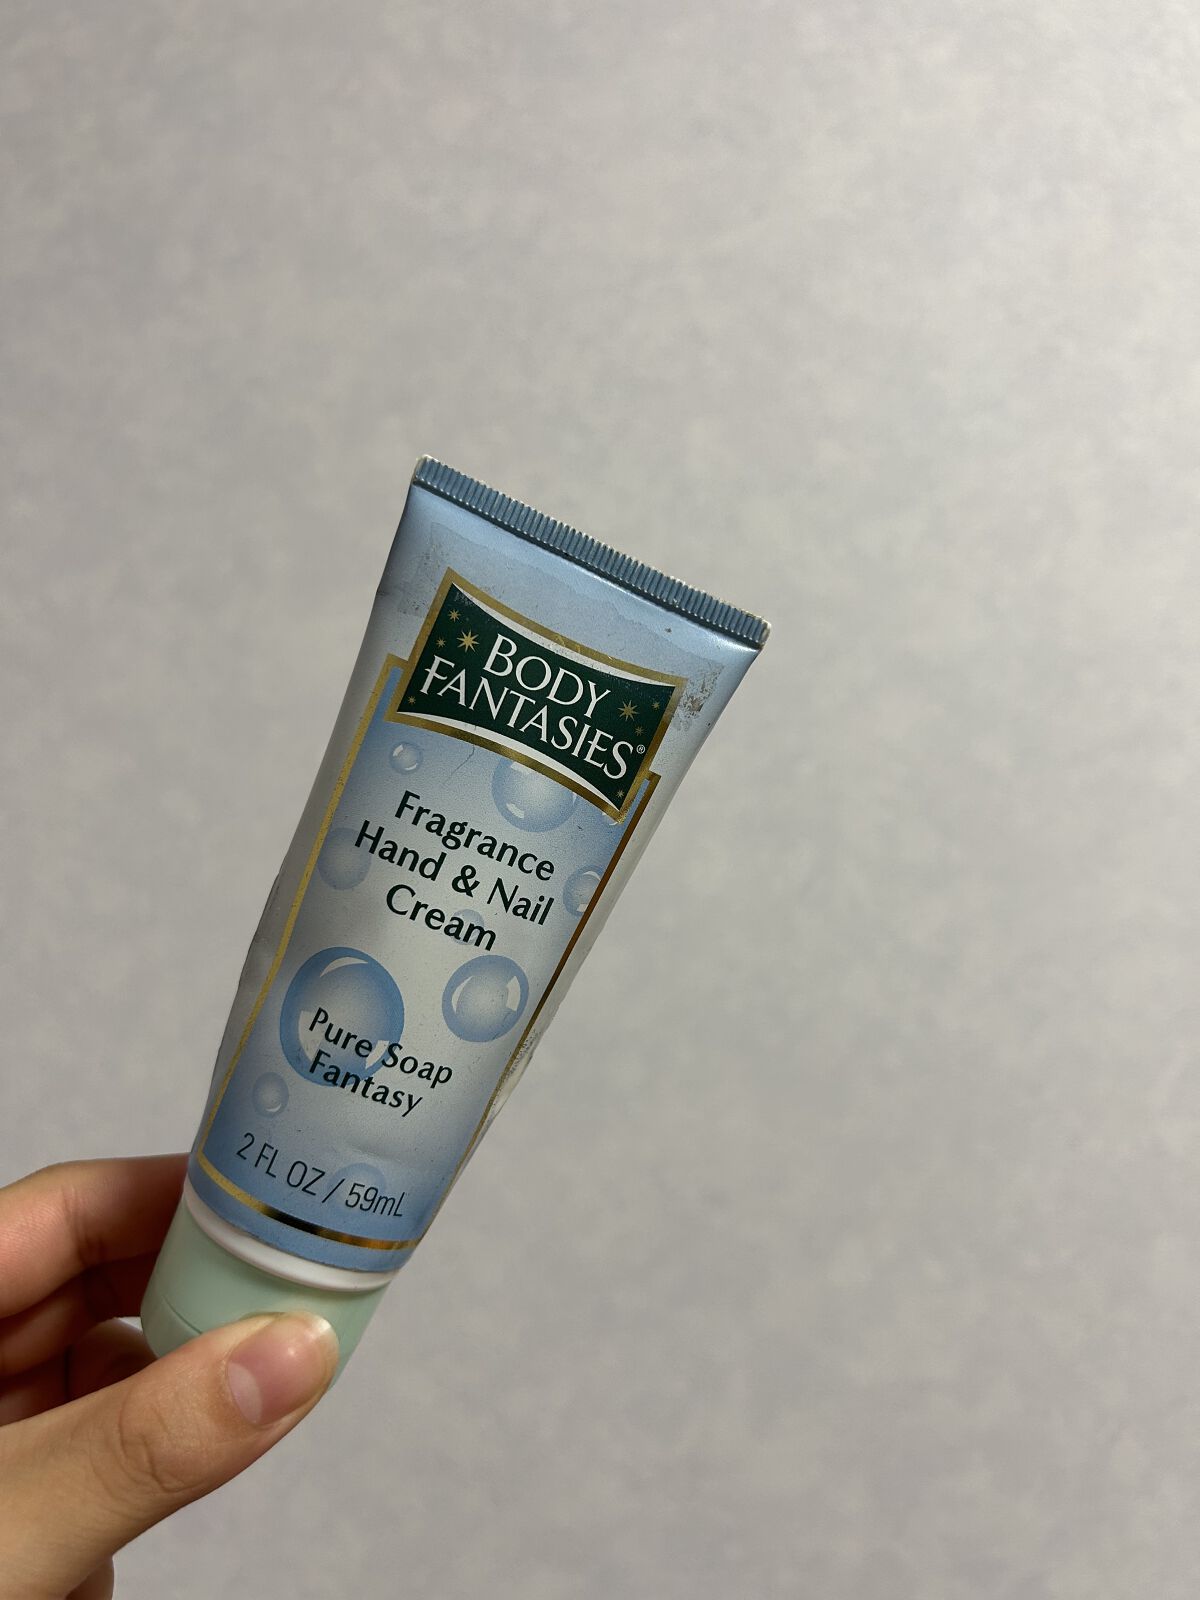 BODY
FANTASIES®
Fragrance
Hand & Nail
Cream
Pure Soap
Fantasy
2 FL OZ / 59mL